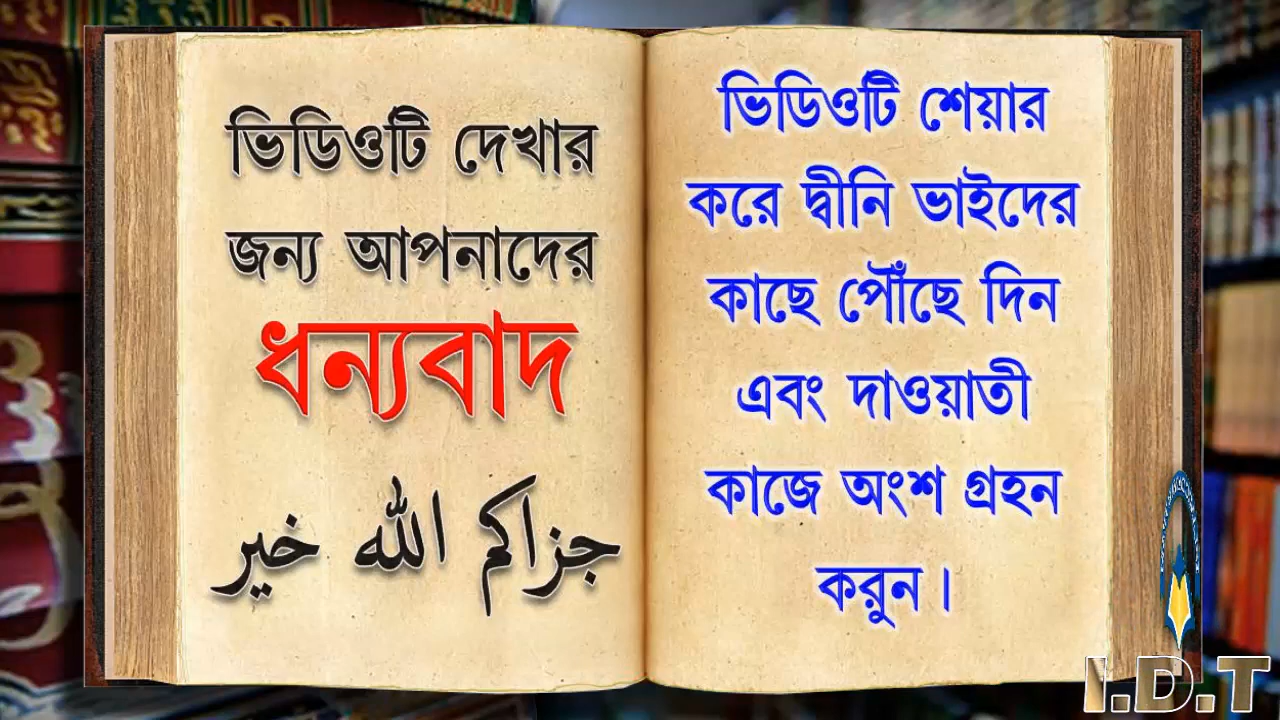 ভিডিওটি দেখার
জন্য আপনাদের
ধন্যবাদ
جزاكم الله خير
ভিডিওটি শেয়ার
করে দ্বীনি ভাইদের
কাছে পৌঁছে দিন
এবং দাওয়াতী
কাজে অংশ গ্রহন
করুন।
I.D.T